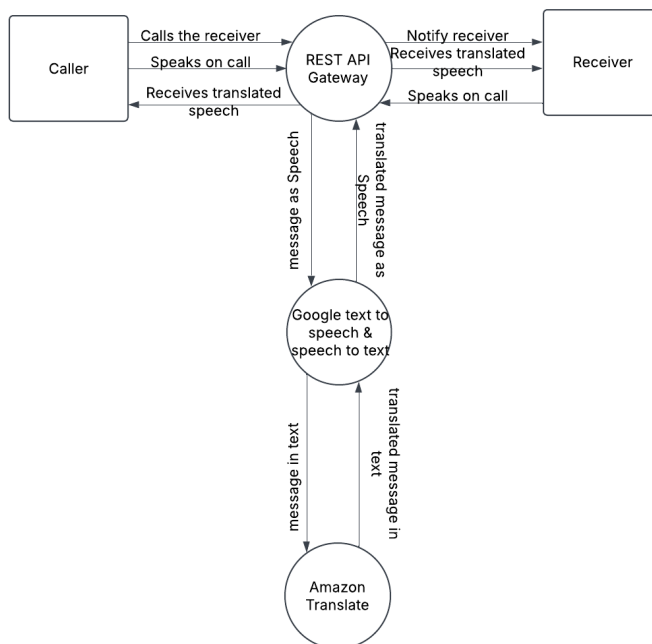 Caller
Calls the receiver
Speaks on call
Receives translated
speech
REST API
Gateway
Notify receiver
Receives translated
speech
Speaks on call
Receiver
message as Speech
translated message as
Speech
Google text to
speech &
speech to text
message in text
translated message in
text
Amazon
Translate